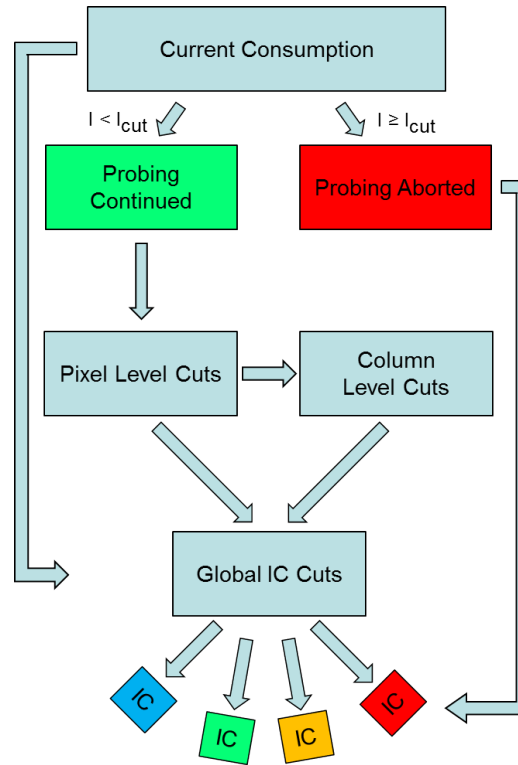 Current Consumption
I < Icut
I ≥ Icut
Probing
Continued
Probing Aborted
Pixel Level Cuts
Column
Level Cuts
Global IC Cuts
IC
IC
IC
IC